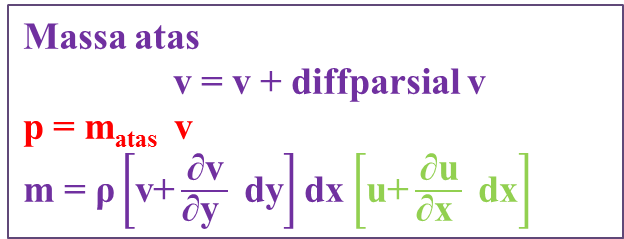 Massa atas
v = v + diffparsial v
p = m_atas v
m = ρ [v+ ∂v/∂y dy] dx [u+ ∂u/∂x dx]